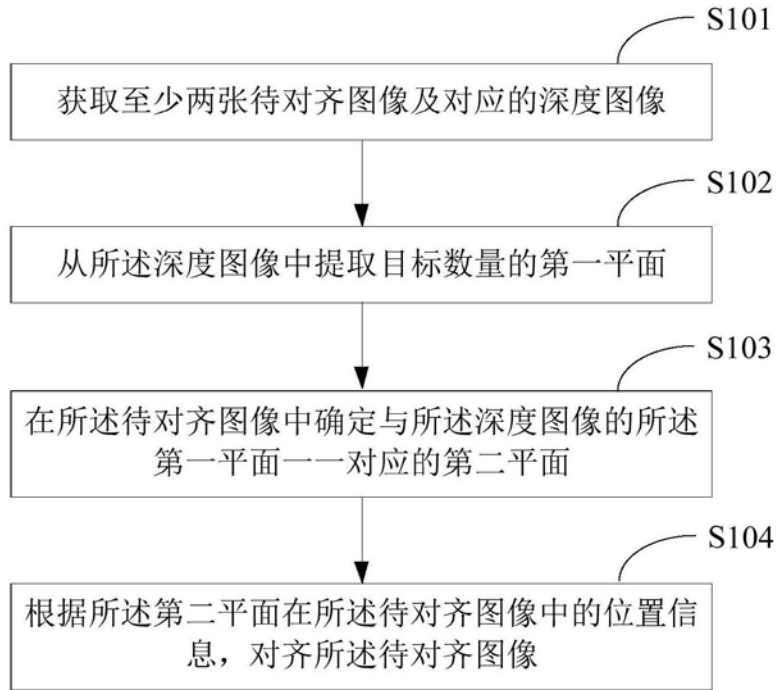 S101
获取至少两张待对齐图像及对应的深度图像
S102
从所述深度图像中提取目标数量的第一平面
S103
在所述待对齐图像中确定与所述深度图像的所述
第一平面一一对应的第二平面
S104
根据所述第二平面在所述待对齐图像中的位置信
息，对齐所述待对齐图像